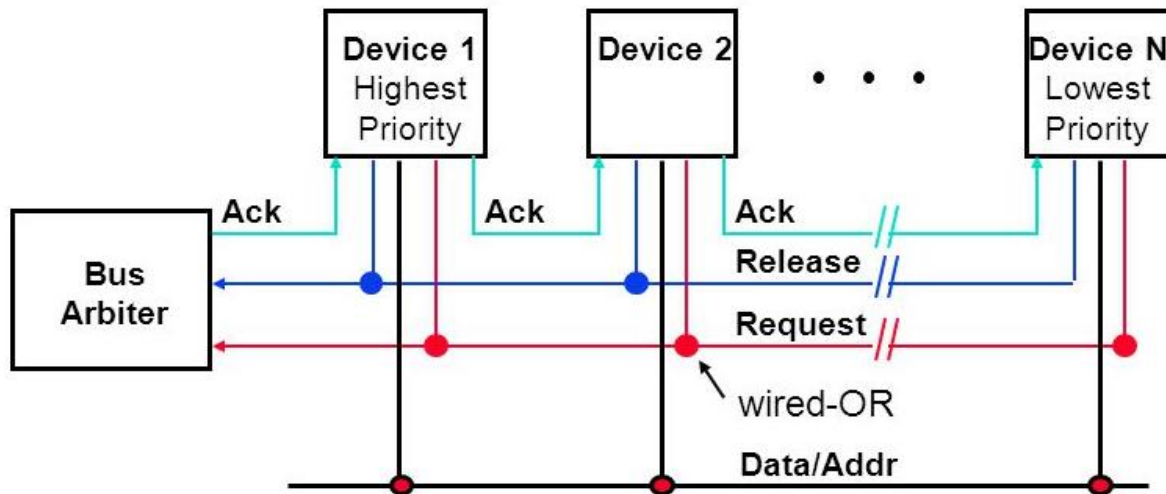 Device 1
Highest
Priority
Device 2
Device N
Lowest
Priority
Ack
Ack
Ack
Bus
Arbiter
Release
Request
wired-OR
Data/Addr